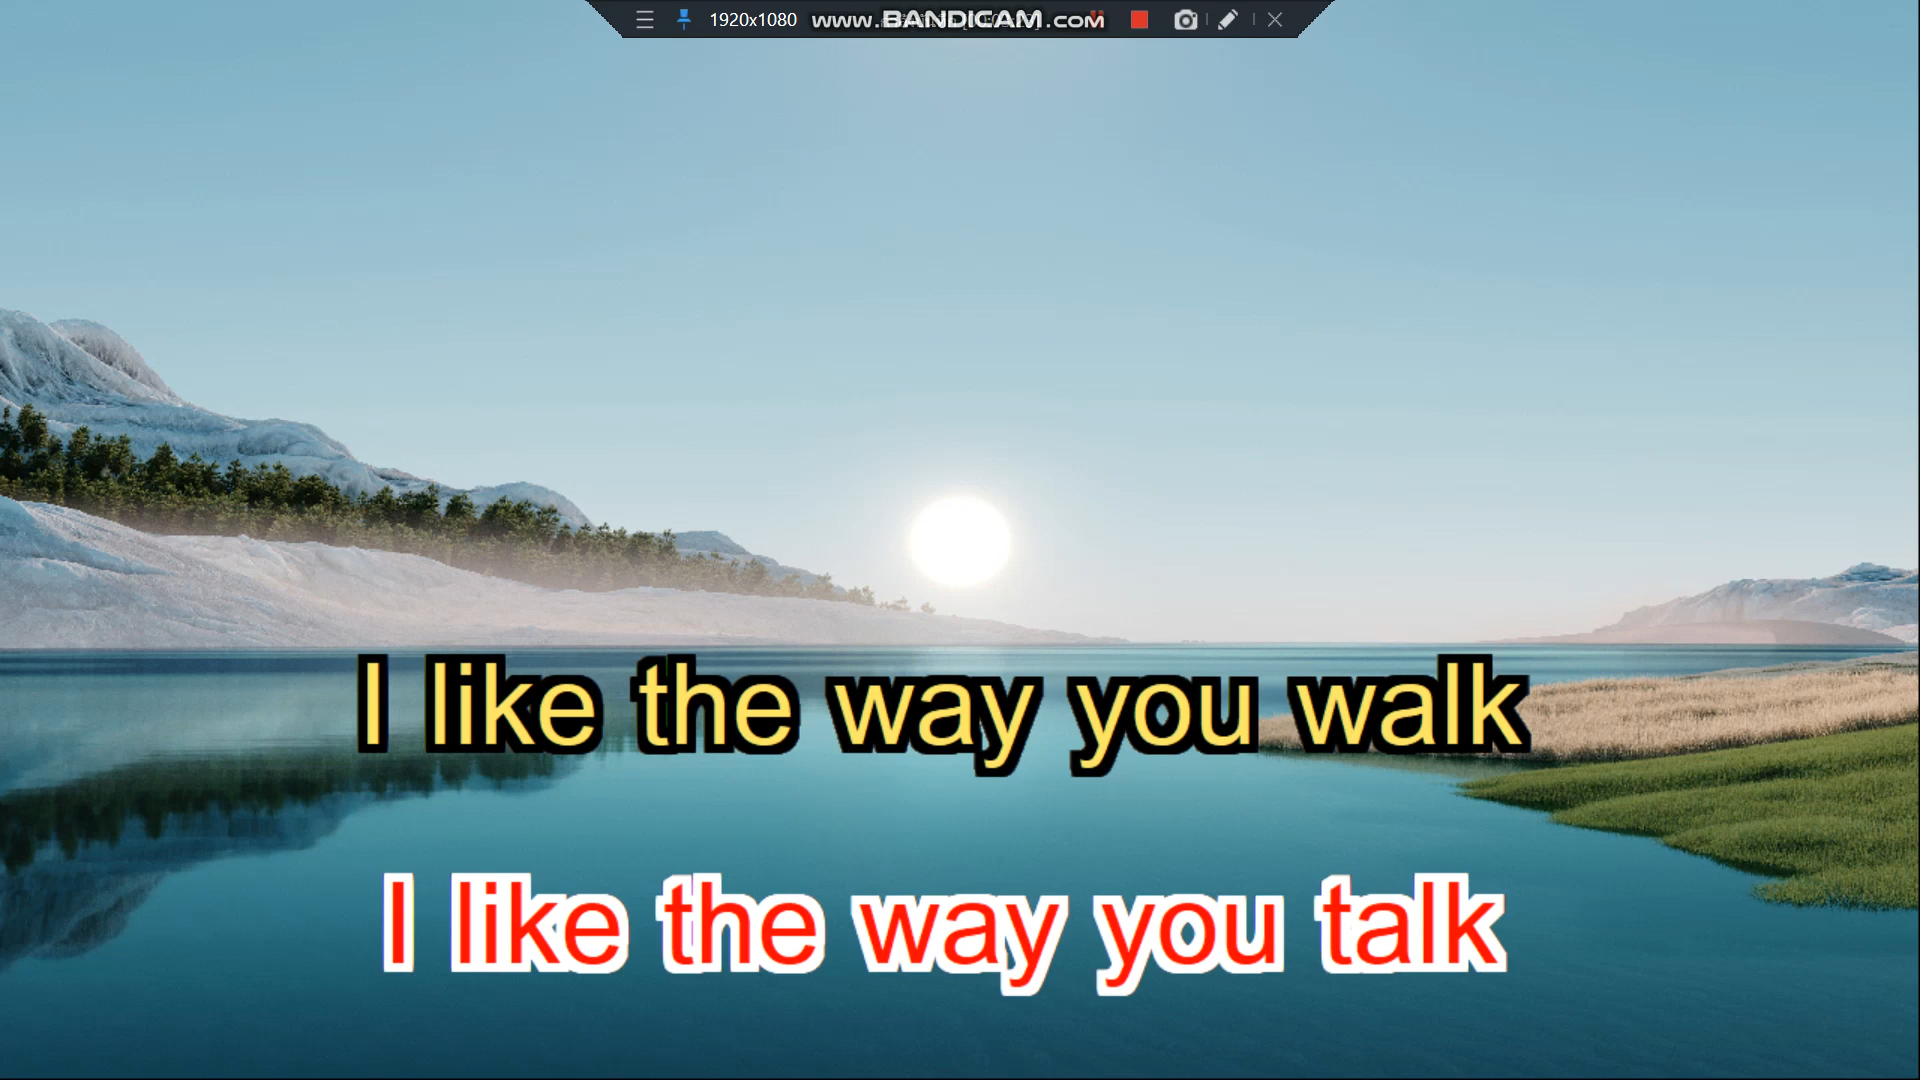 1920x1080 www.BANDICAM.com
I like the way you walk
I like the way you talk